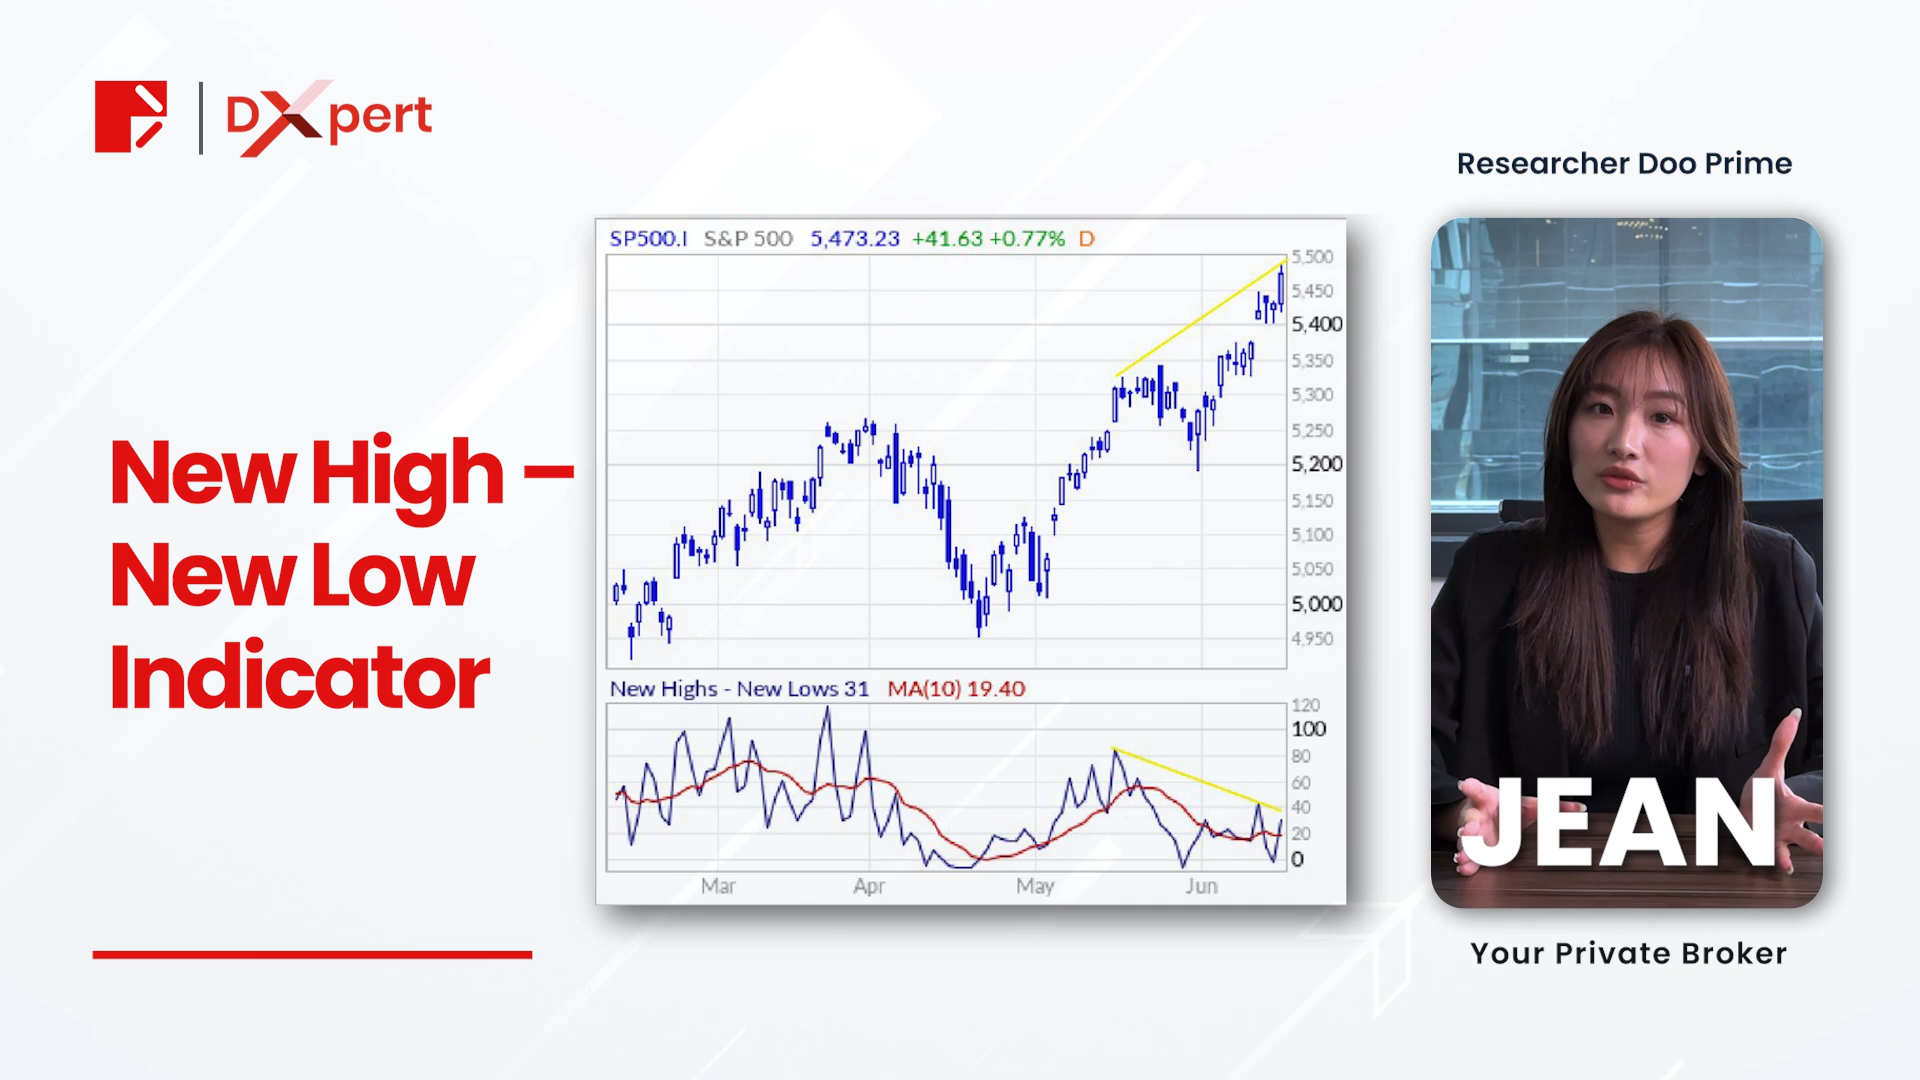 DXpert
New High –
New Low
Indicator
SP500.I S&P 500 5,473.23 +41.63 +0.77% D
5,500
5,450
5,400
5,350
5,300
5,250
5,200
5,150
5,100
5,050
5,000
4,950
New Highs - New Lows 31 MA(10) 19.40
120
100
80
60
40
20
0
Mar Apr May Jun
Researcher Doo Prime
JEAN
Your Private Broker